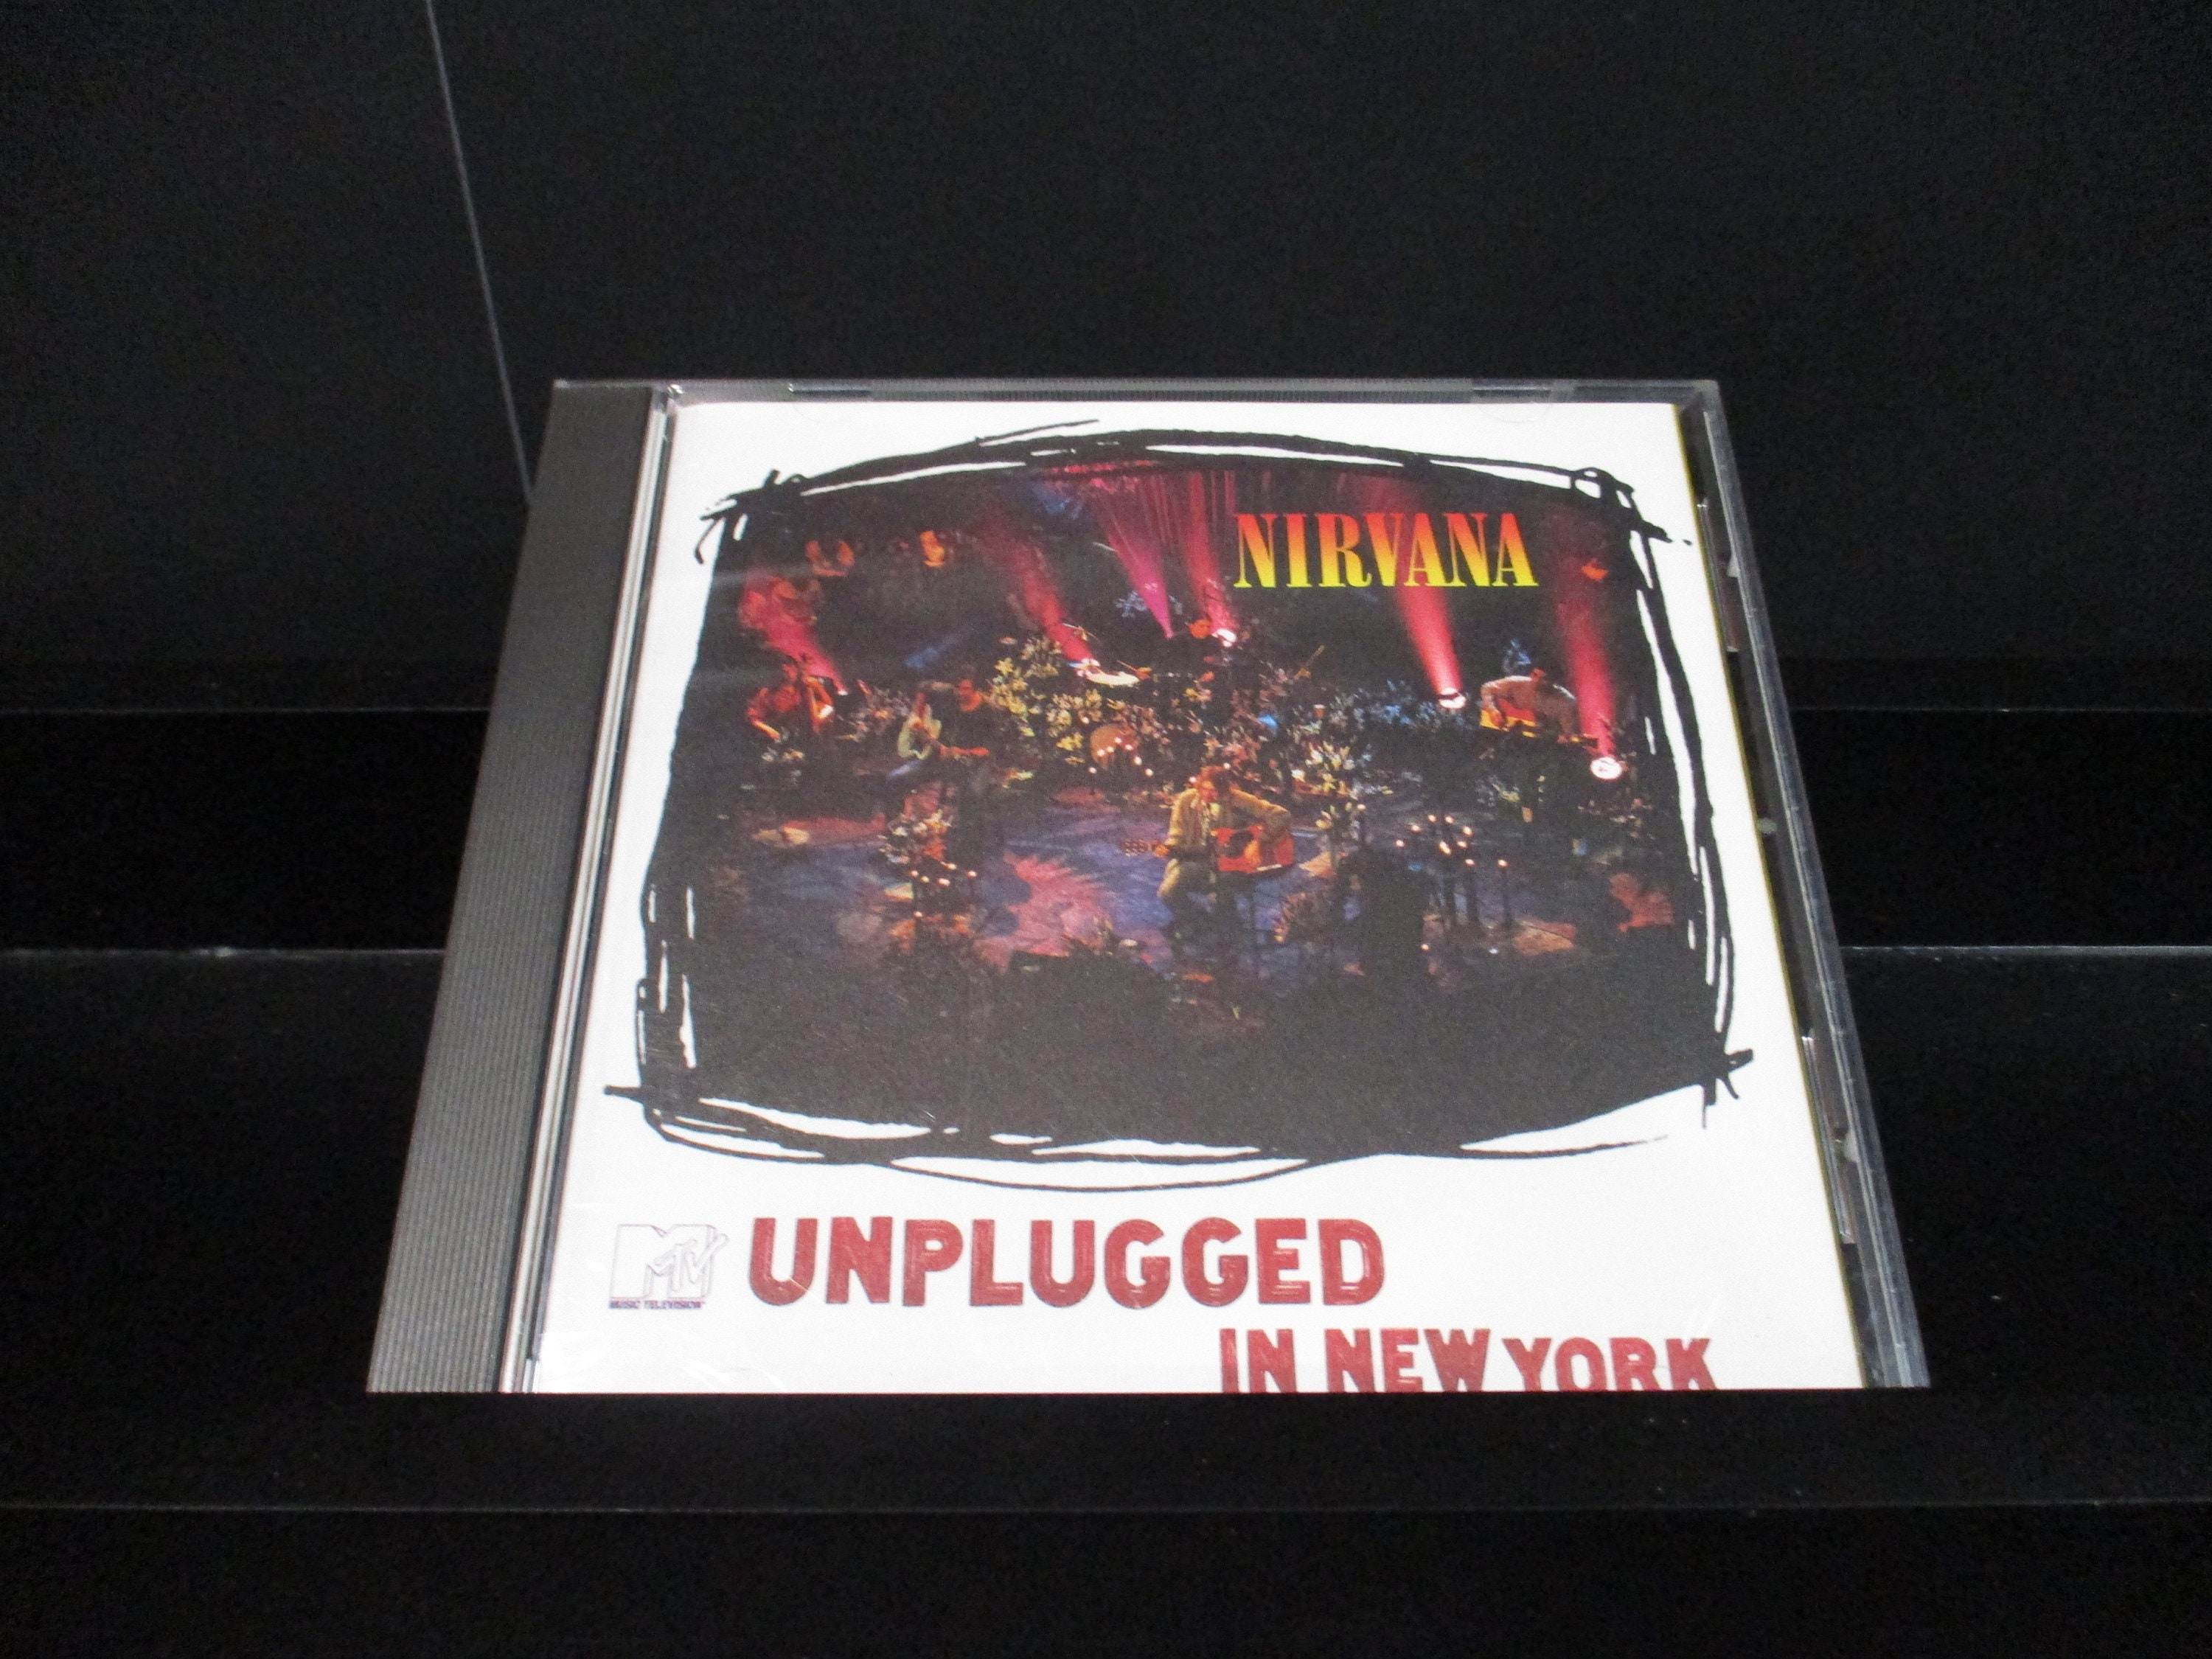 NIRVANA
MTV
MUSIC TELEVISION
UNPLUGGED
IN NEW YORK